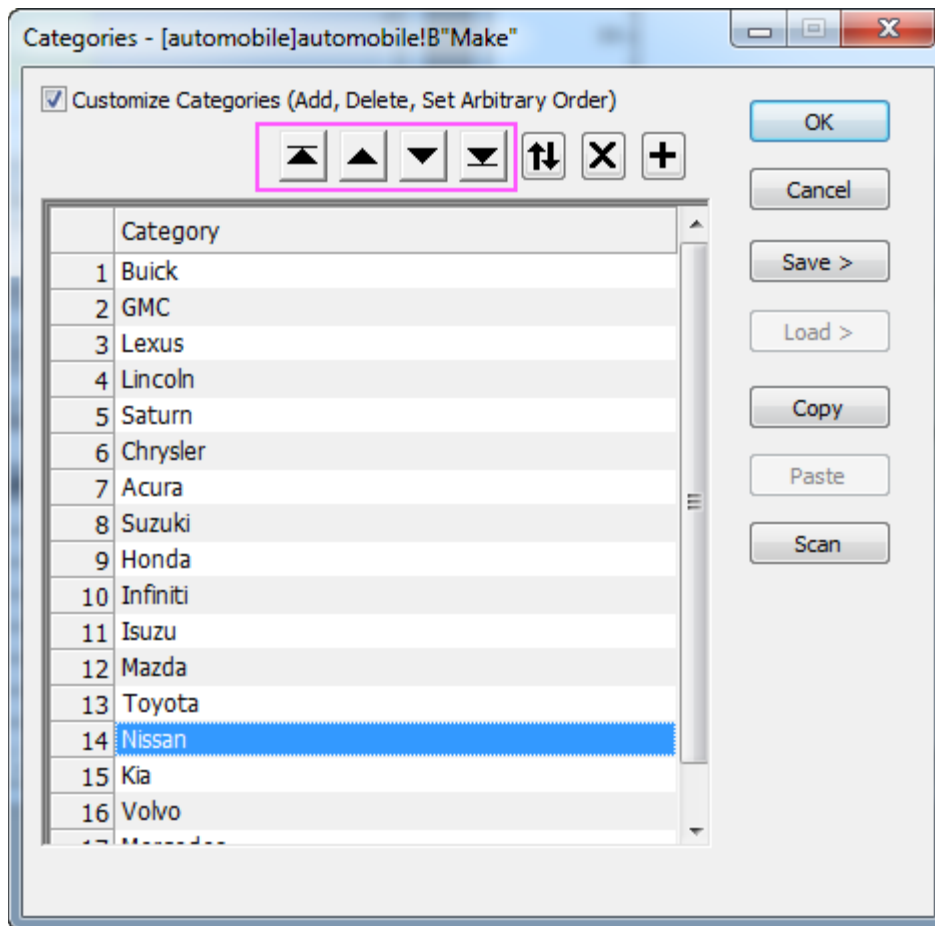 Categories - [automobile]automobile!B"Make"
Customize Categories (Add, Delete, Set Arbitrary Order)
OK
Cancel
Save >
Load >
Copy
Paste
Scan
Category
1 Buick
2 GMC
3 Lexus
4 Lincoln
5 Saturn
6 Chrysler
7 Acura
8 Suzuki
9 Honda
10 Infiniti
11 Isuzu
12 Mazda
13 Toyota
14 Nissan
15 Kia
16 Volvo